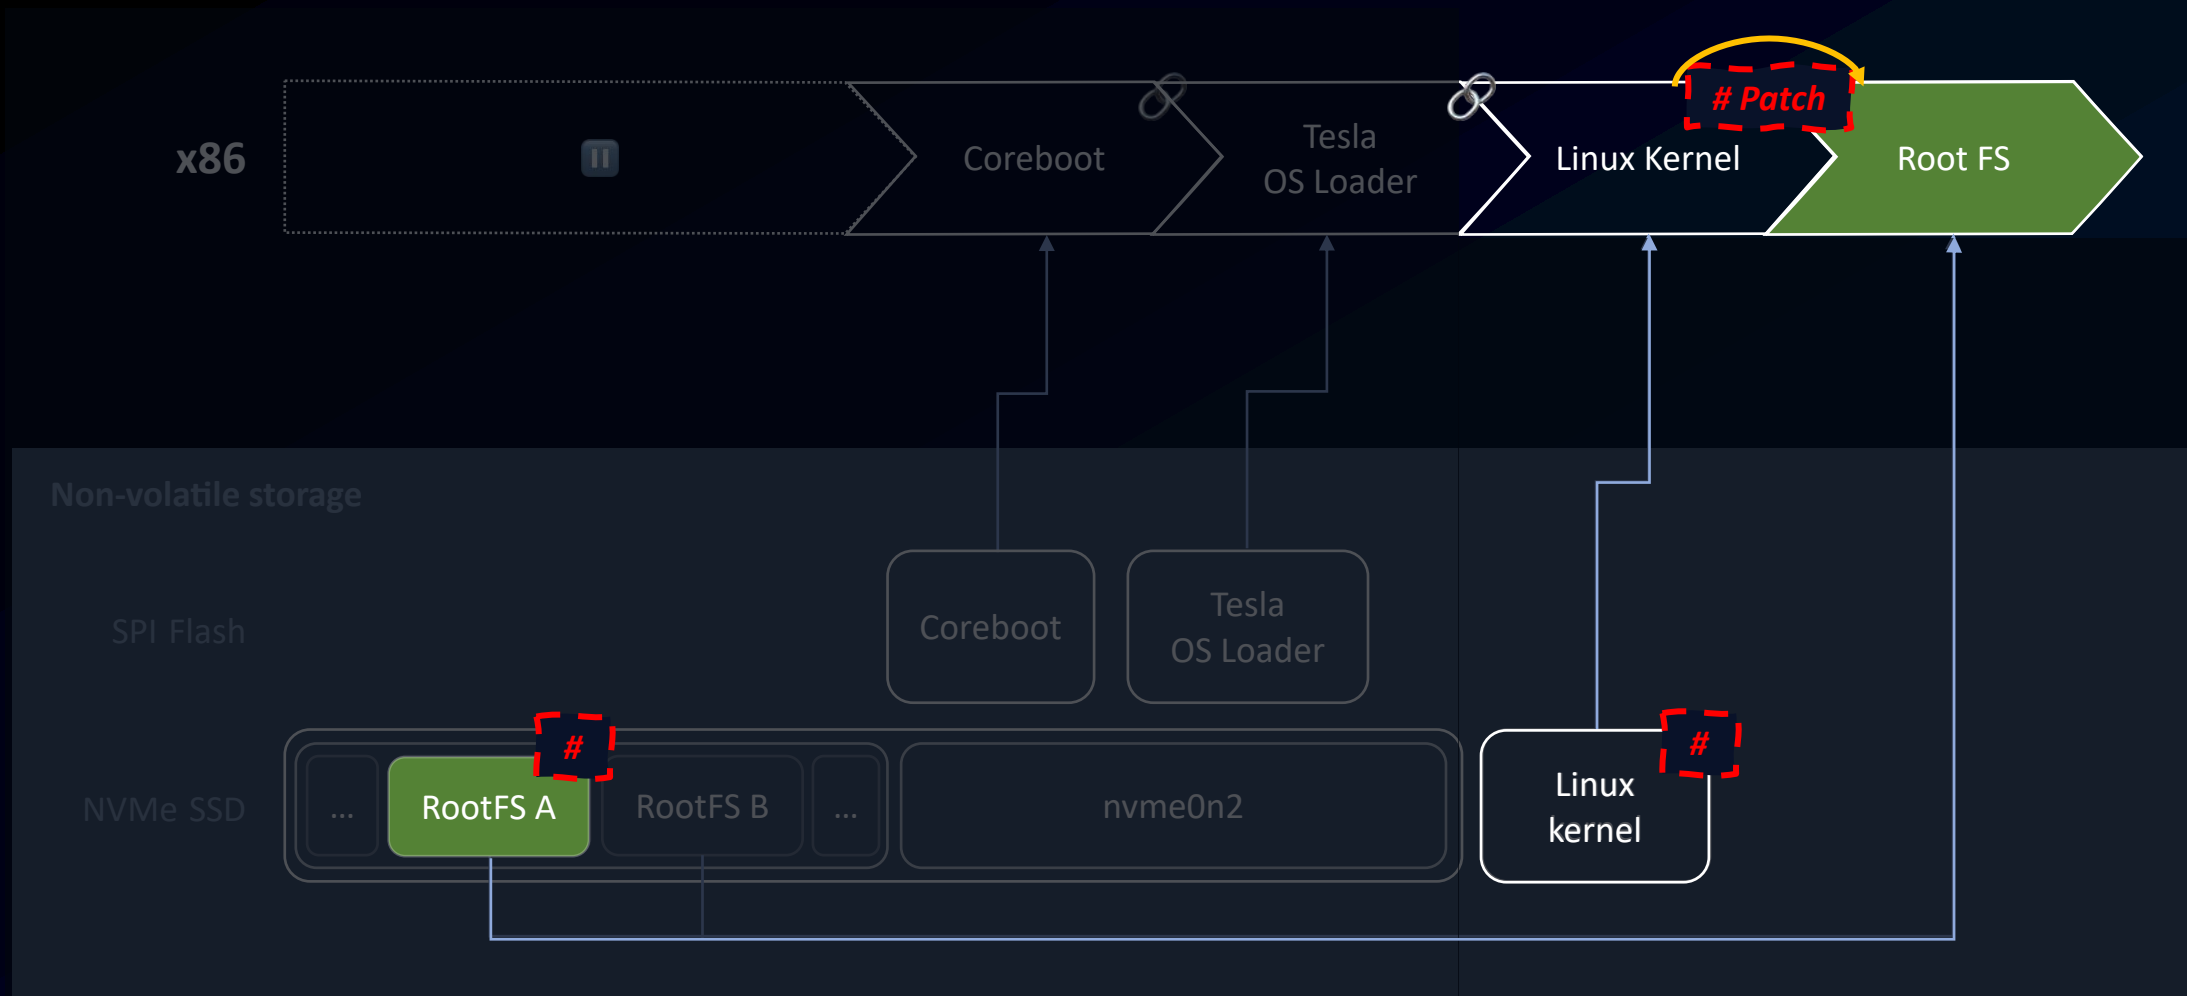 # Patch
x86
Coreboot
Tesla
OS Loader
Linux Kernel
Root FS
Non-volatile storage
SPI Flash
Coreboot
Tesla
OS Loader
NVMe SSD
...
RootFS A
#
RootFS B
...
nvme0n2
Linux
kernel
#